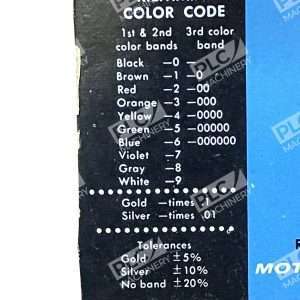 COLOR CODE
1st & 2nd 3rd color
color bands band
Black —0
Brown —1 0
Red —2 —00
Orange —3 —000
Yellow —4 —0000
Green —5 —00000
Blue —6 —000000
Violet —7
Gray —8
White —9
Gold —times .1
Silver —times .01
Tolerances
Gold ±5%
Silver ±10%
No band ±20%
MOT
PLC
MACHINERY